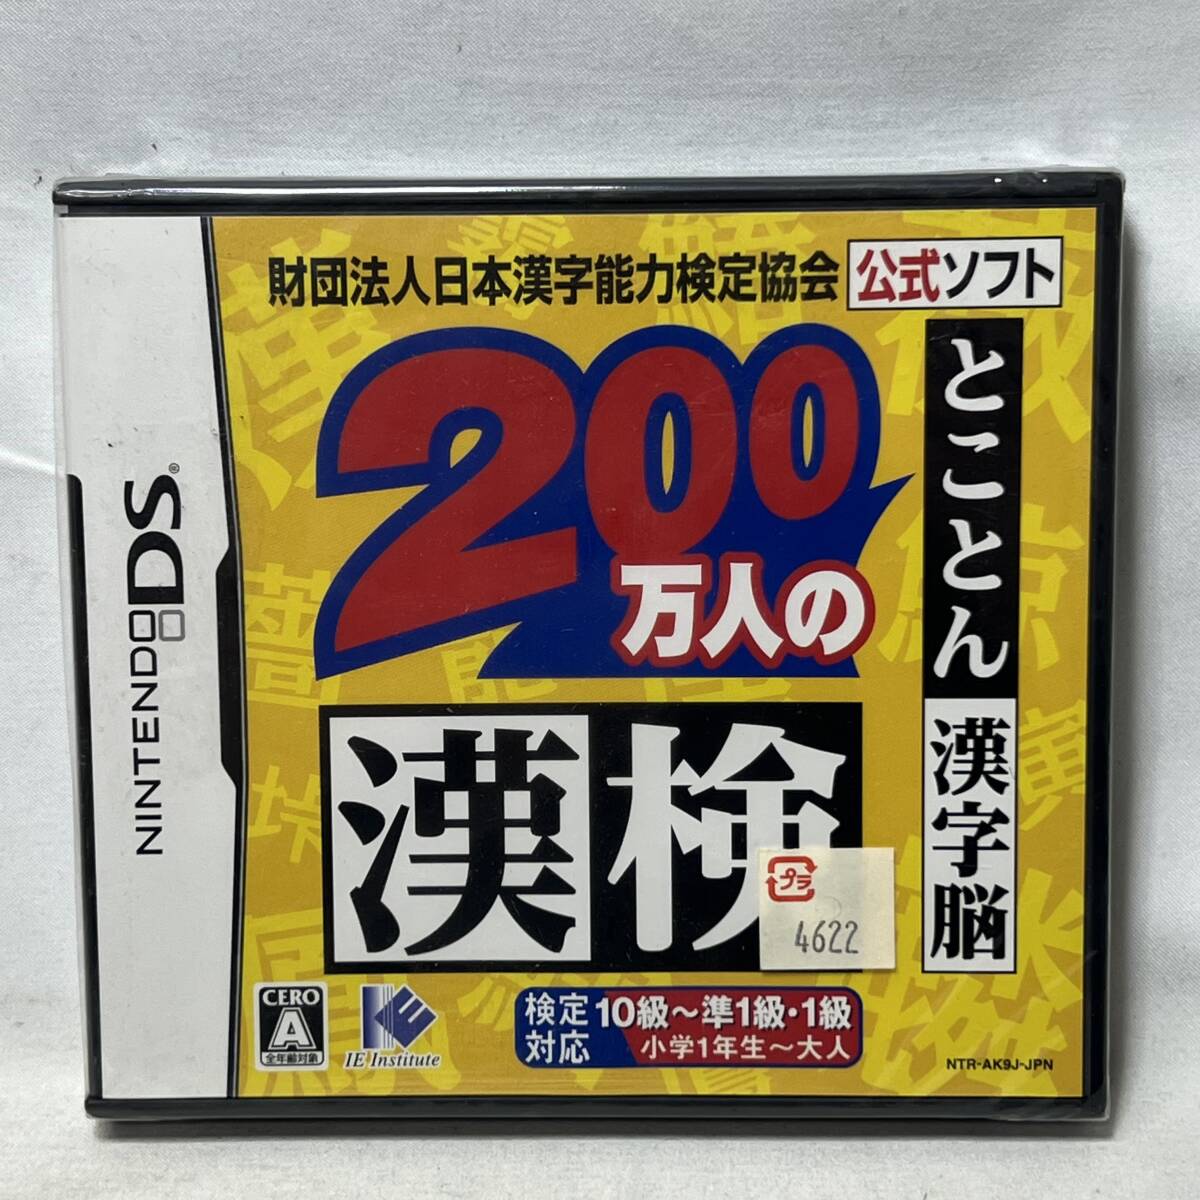 財団法人日本漢字能力検定協会 公式ソフト
200
万人の
漢検
とことん
漢字脳
NINTENDO DS®
プラ
4622
CERO
A
全年齢対象
IE Institute
検定対応
10級～準1級・1級
小学1年生～大人
NTR-AK9J-JPN